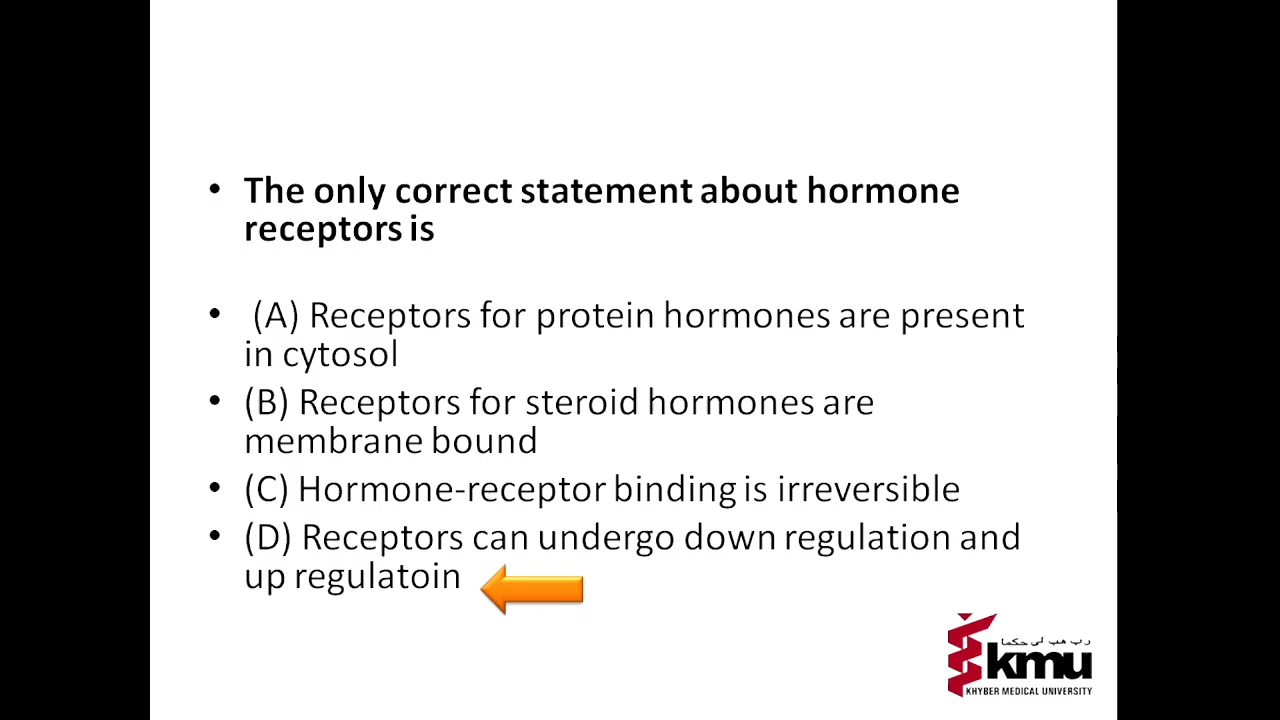 • The only correct statement about hormone
receptors is
• (A) Receptors for protein hormones are present
in cytosol
• (B) Receptors for steroid hormones are
membrane bound
• (C) Hormone-receptor binding is irreversible
• (D) Receptors can undergo down regulation and
up regulatoin
kmu
KHYBER MEDICAL UNIVERSITY